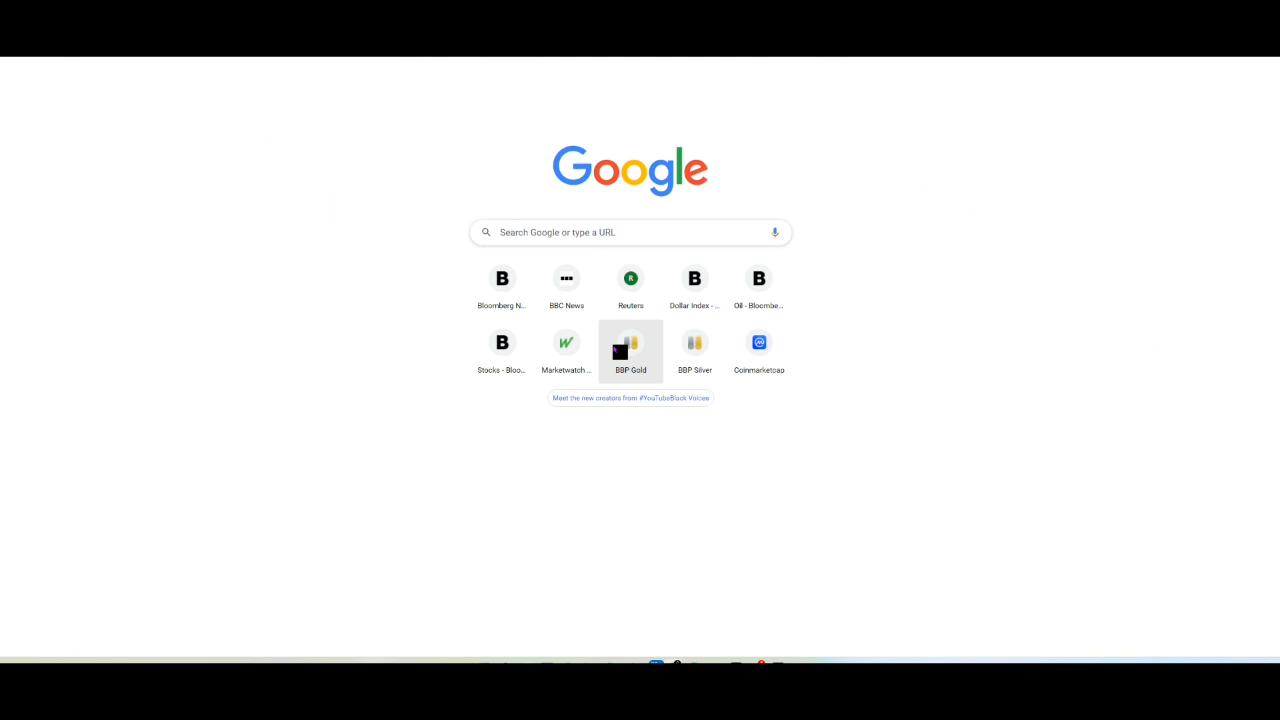 Google
Search Google or type a URL
B
B
B
Bloomberg N...
BBC News
Reuters
Dollar Index - ...
Oil - Bloombe...
B
Stocks - Bloo...
Marketwatch ...
BBP Gold
BBP Silver
Coinmarketcap
Meet the new creators from #YouTubeBlack Voices